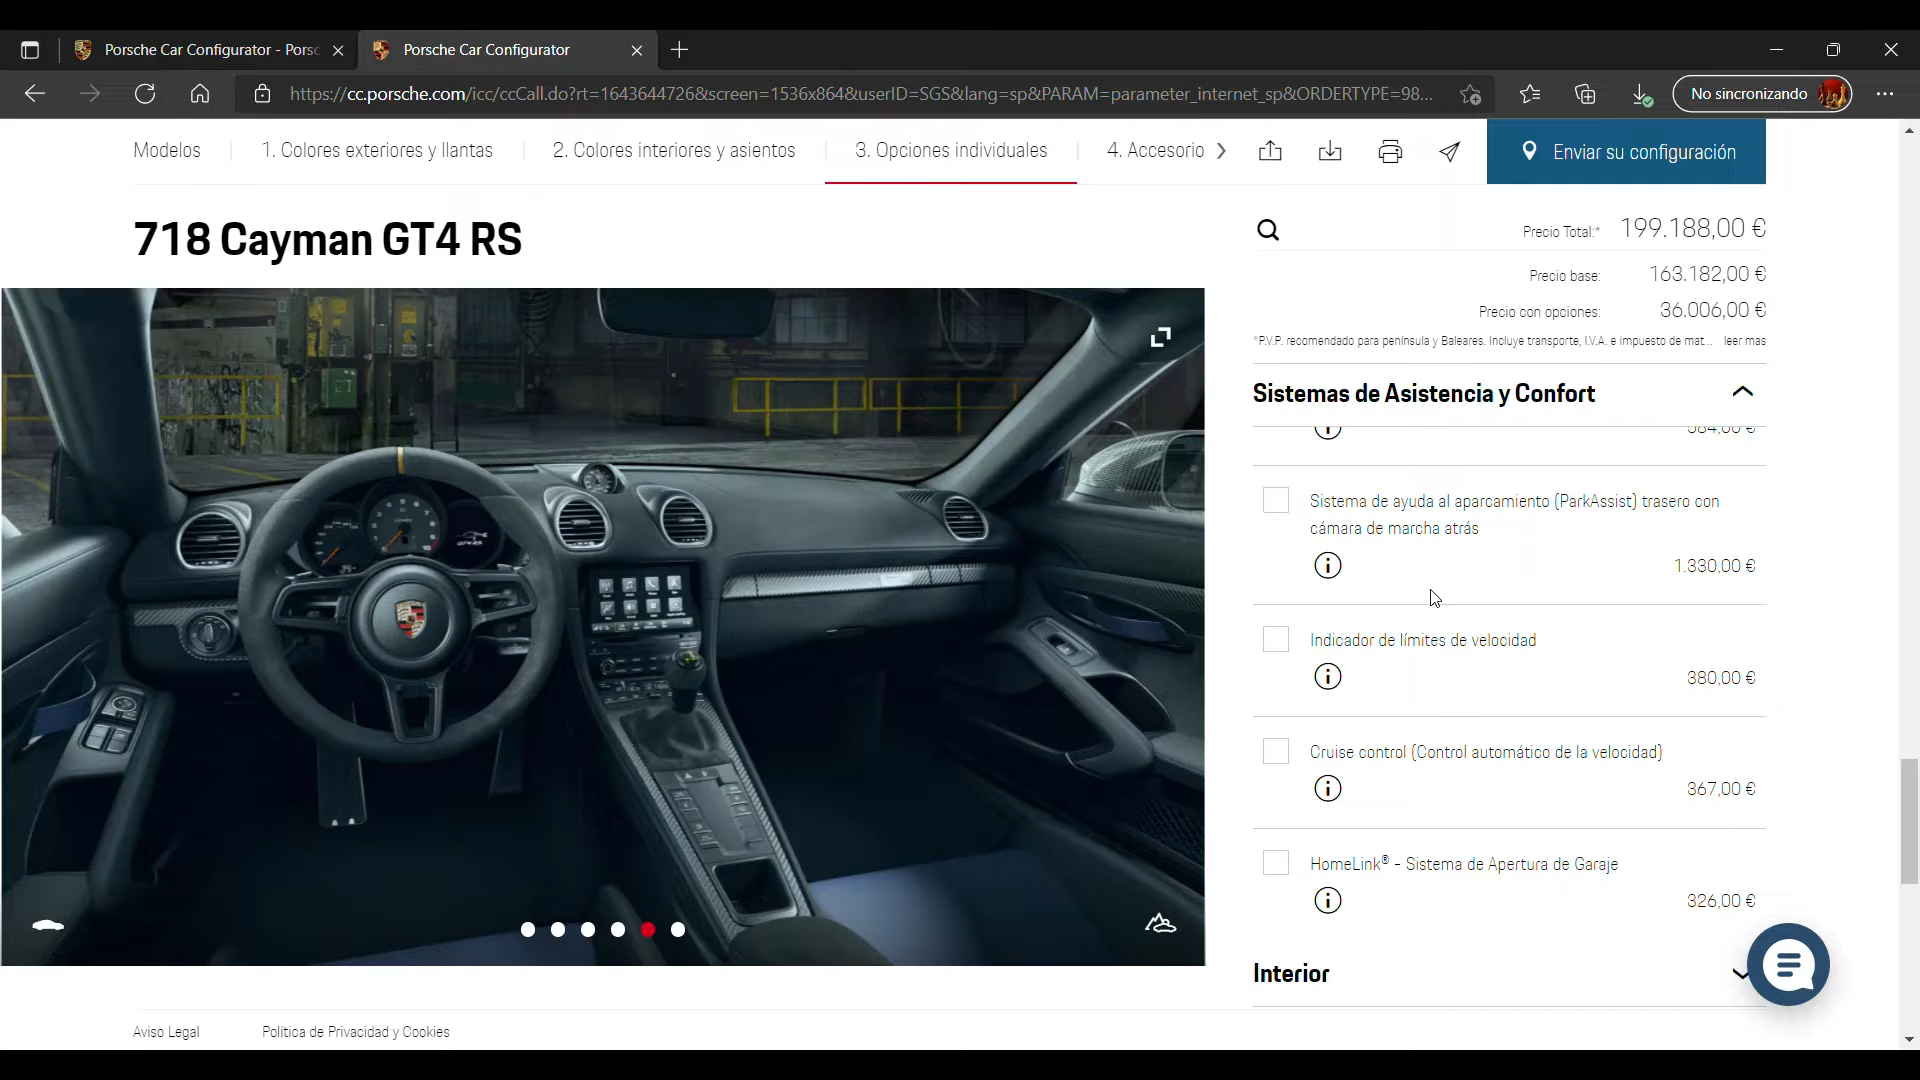 Porsche Car Configurator - Porsc
Porsche Car Configurator
https://cc.porsche.com/icc/ccCall.do?rt=1643644726&screen=1536x864&userID=SGS&lang=sp&PARAM=parameter_internet_sp&ORDERTYPE=98...
No sincronizando
Modelos
1. Colores exteriores y llantas
2. Colores interiores y asientos
3. Opciones individuales
4. Accesorio
Enviar su configuración
718 Cayman GT4 RS
Precio Total:* 199.188,00 €
Precio base: 163.182,00 €
Precio con opciones: 36.006,00 €
*P.V.P. recomendado para península y Baleares. Incluye transporte, I.V.A. e impuesto de mat... leer mas
Sistemas de Asistencia y Confort
Sistema de ayuda al aparcamiento (ParkAssist) trasero con
cámara de marcha atrás
1.330,00 €
Indicador de límites de velocidad
380,00 €
Cruise control (Control automático de la velocidad)
367,00 €
HomeLink® - Sistema de Apertura de Garaje
326,00 €
Interior
Aviso Legal
Política de Privacidad y Cookies